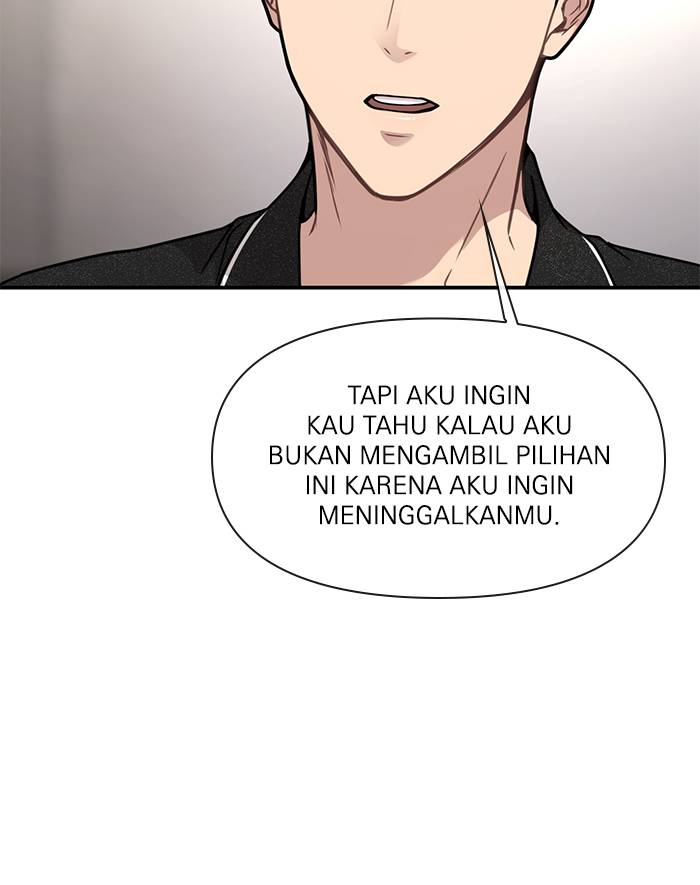 TAPI AKU INGIN
KAU TAHU KALAU AKU
BUKAN MENGAMBIL PILIHAN
INI KARENA AKU INGIN
MENINGGALKANMU.